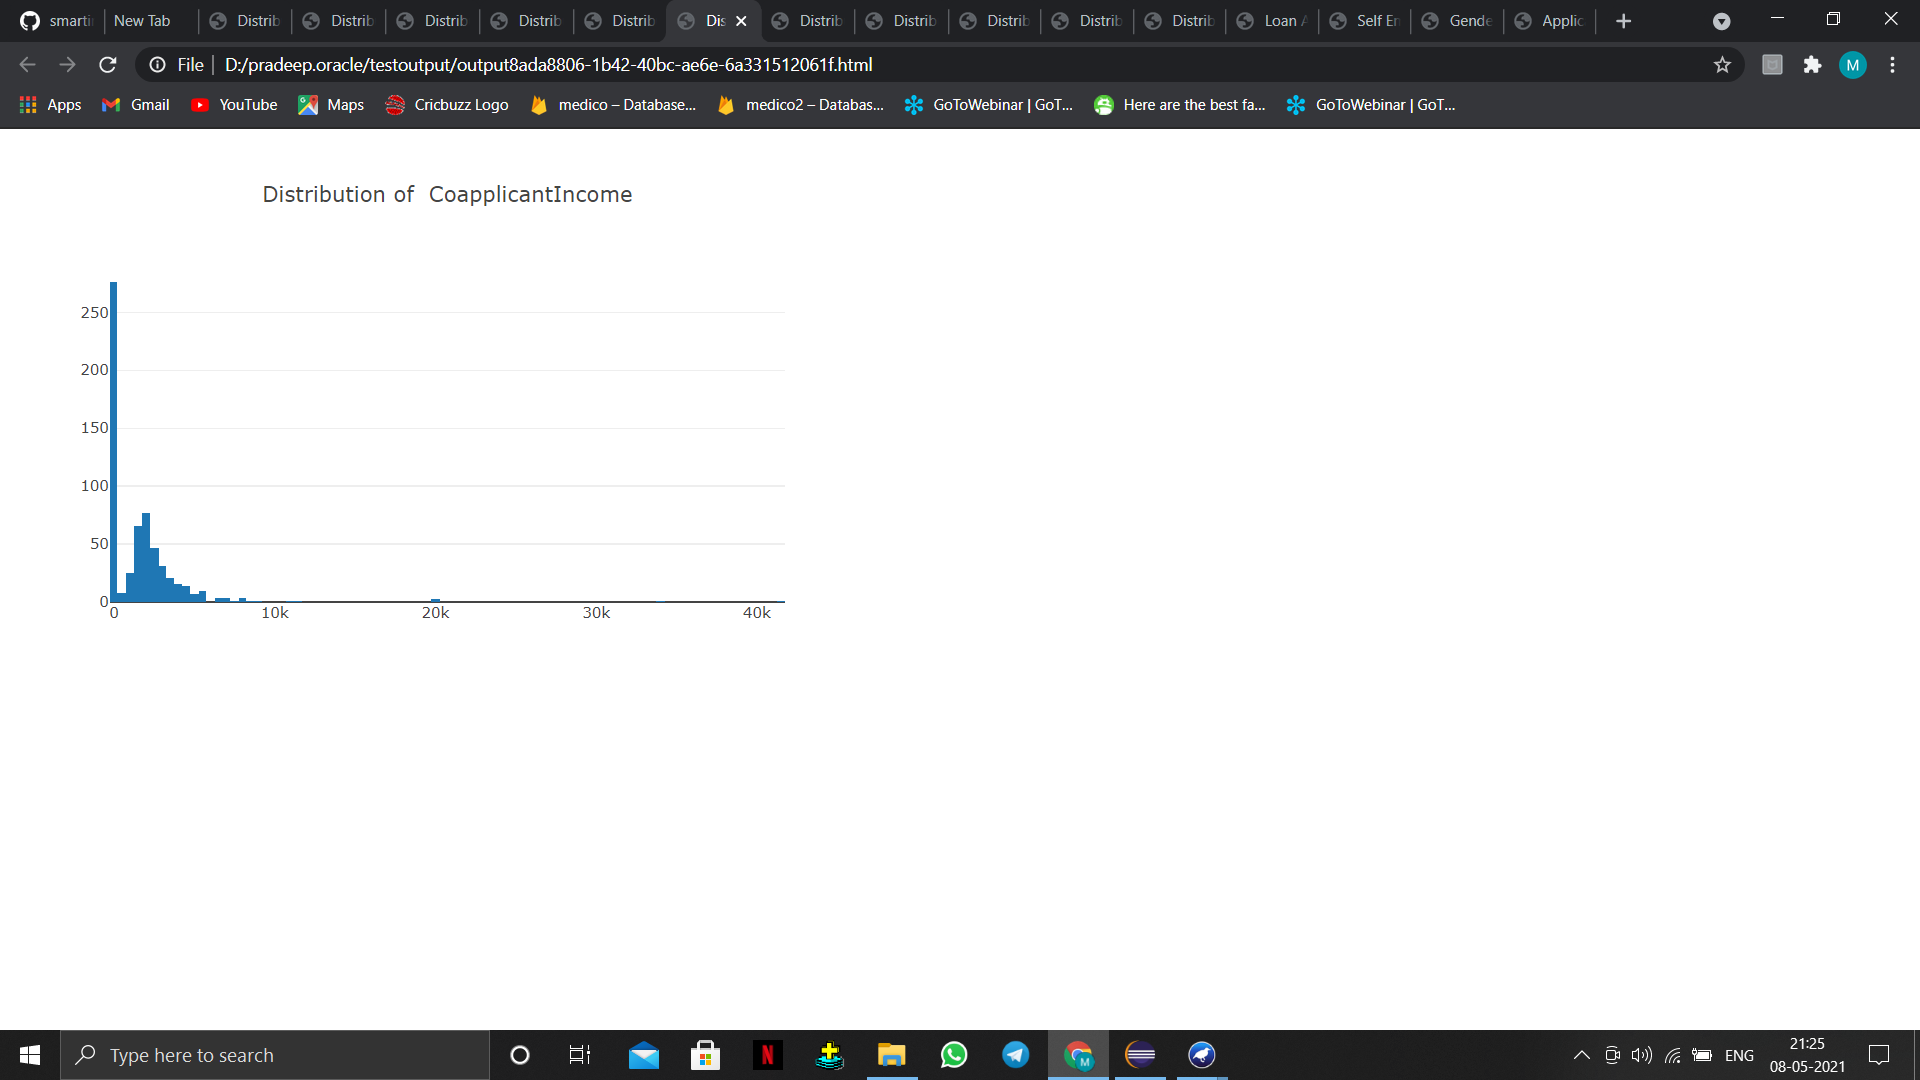 smarti
New Tab
Distrib
Distrib
Distrib
Distrib
Distrib
Dis
Distrib
Distrib
Distrib
Distrib
Distrib
Loan A
Self Em
Gende
Applic
File
D:/pradeep.oracle/testoutput/output8ada8806-1b42-40bc-ae6e-6a331512061f.html
M
Apps
Gmail
YouTube
Maps
Cricbuzz Logo
medico – Database...
medico2 – Databas...
GoToWebinar | GoT...
Here are the best fa...
GoToWebinar | GoT...
Distribution of CoapplicantIncome
250
200
150
100
50
0
0 10k 20k 30k 40k
Type here to search
N
M
ENG
21:25
08-05-2021